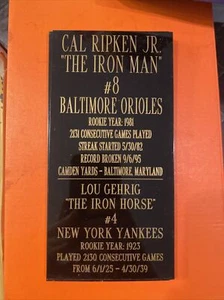 CAL RIPKEN JR.
"THE IRON MAN"
#8
BALTIMORE ORIOLES
ROOKIE YEAR: 1981
2131 CONSECUTIVE GAMES PLAYED
STREAK STARTED 5/30/82
RECORD BROKEN 9/6/95
CAMDEN YARDS - BALTIMORE, MARYLAND
LOU GEHRIG
"THE IRON HORSE"
#4
NEW YORK YANKEES
ROOKIE YEAR: 1923
PLAYED 2130 CONSECUTIVE GAMES
FROM 6/1/25 - 4/30/39